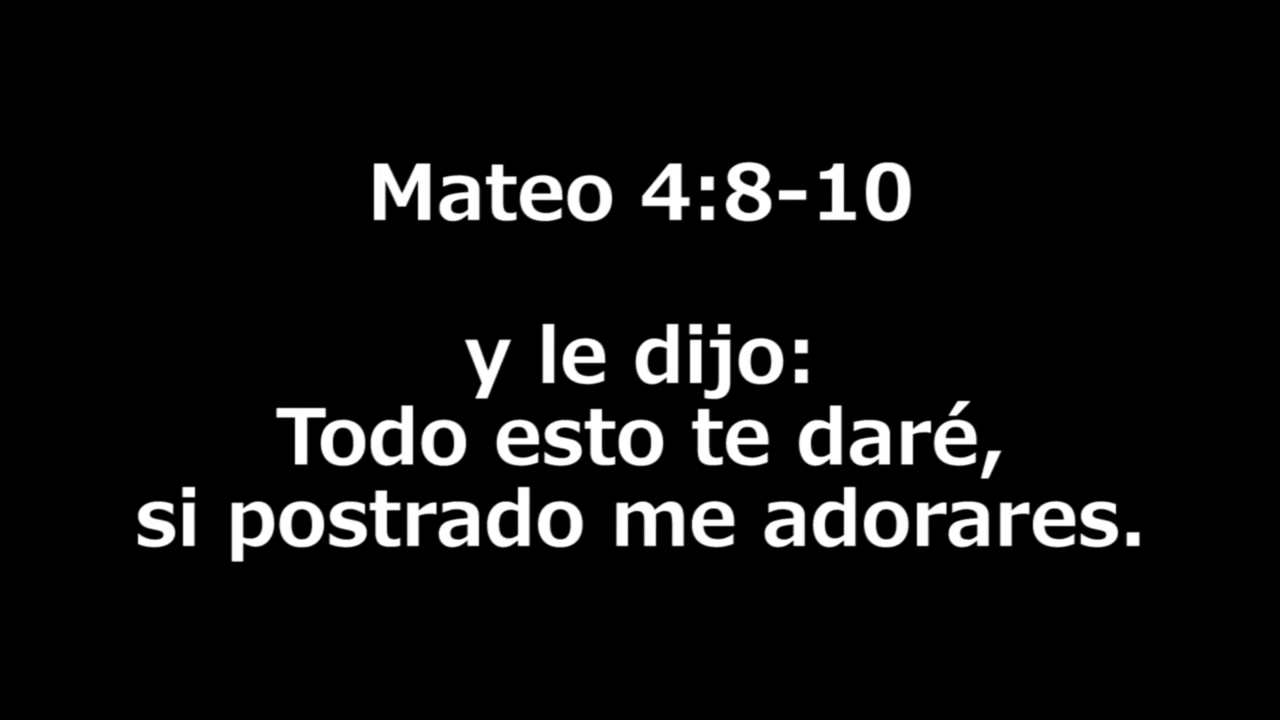 Mateo 4:8-10
y le dijo:
Todo esto te daré,
si postrado me adorares.